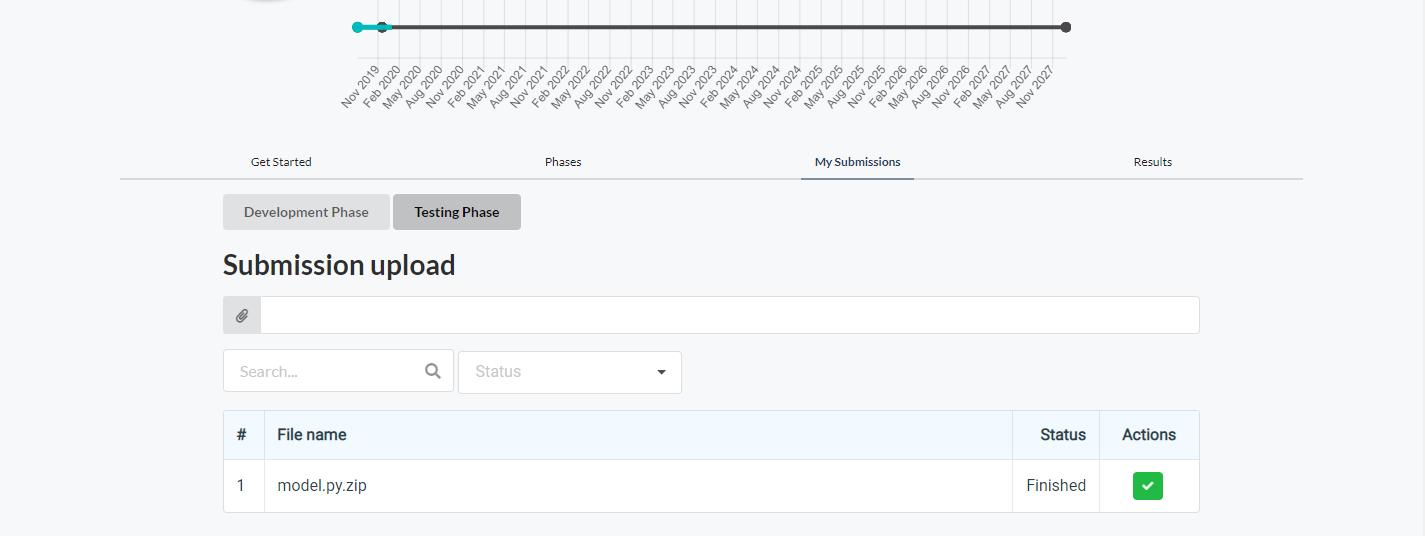 Nov 2019 Feb 2020 May 2020 Aug 2020 Nov 2020 Feb 2021 May 2021 Aug 2021 Nov 2021 Feb 2022 May 2022 Aug 2022 Nov 2022 Feb 2023 May 2023 Aug 2023 Nov 2023 Feb 2024 May 2024 Aug 2024 Nov 2024 Feb 2025 May 2025 Aug 2025 Nov 2025 Feb 2026 May 2026 Aug 2026 Nov 2026 Feb 2027 May 2027 Aug 2027 Nov 2027
Get Started Phases My Submissions Results
Development Phase Testing Phase
Submission upload
Search... Status
# File name Status Actions
1 model.py.zip Finished